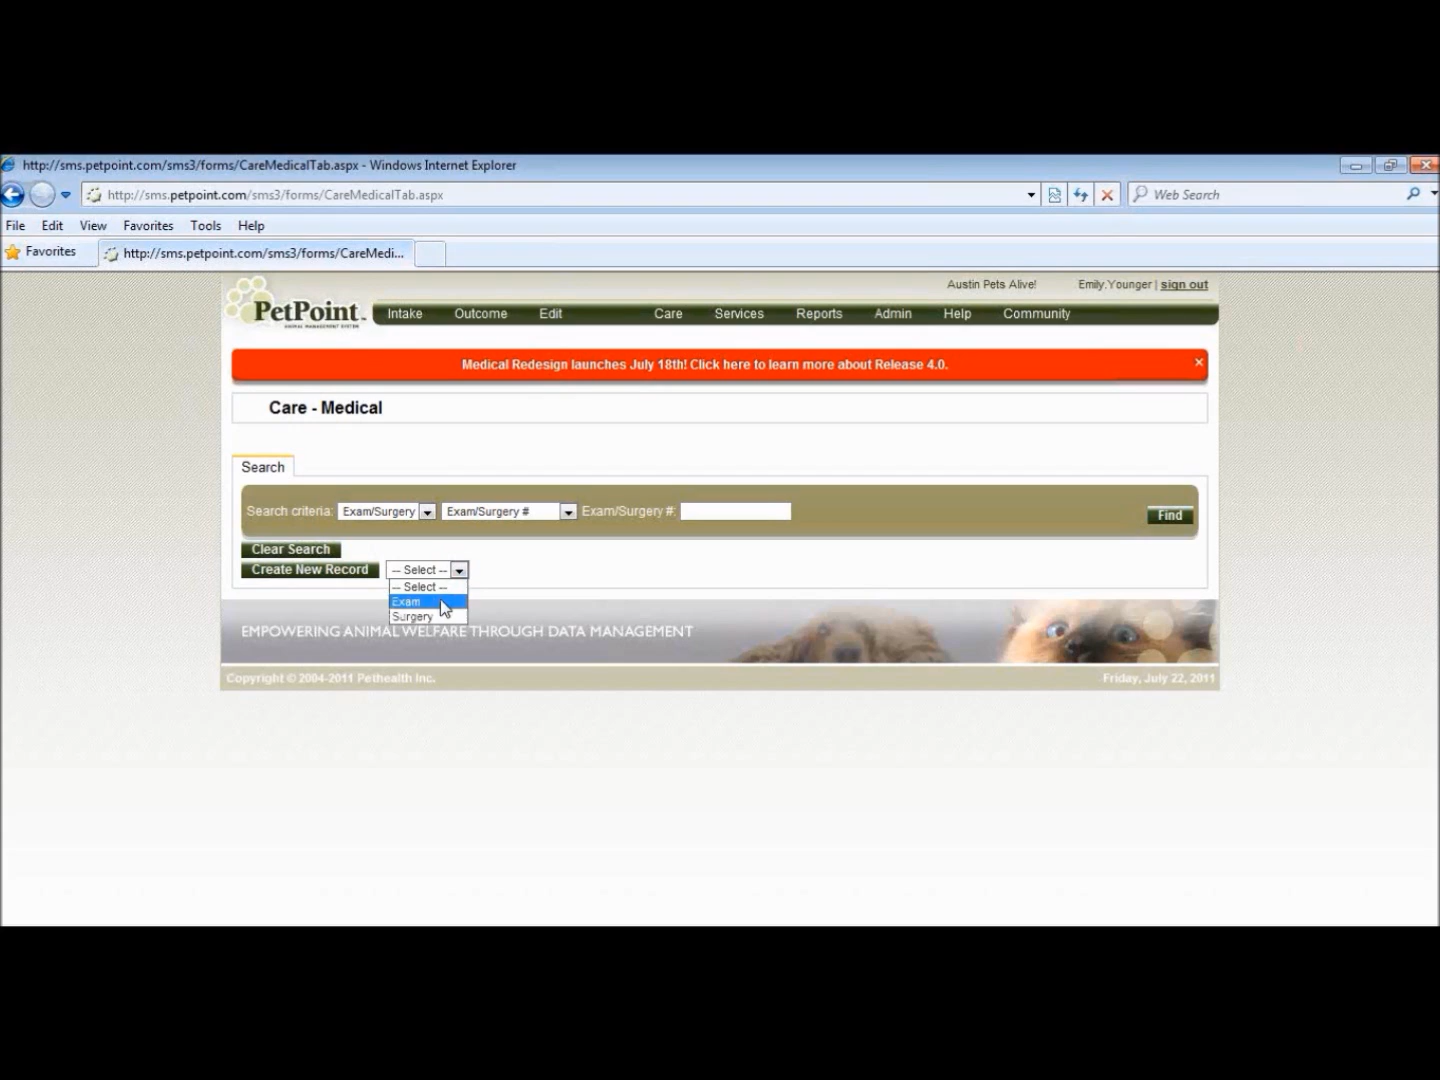 http://sms.petpoint.com/sms3/forms/CareMedicalTab.aspx - Windows Internet Explorer
http://sms.petpoint.com/sms3/forms/CareMedicalTab.aspx Web Search
File Edit View Favorites Tools Help
Favorites http://sms.petpoint.com/sms3/forms/CareMedi...
Austin Pets Alive! Emily.Younger | sign out
PetPoint
ANIMAL MANAGEMENT SYSTEM
Intake Outcome Edit Care Services Reports Admin Help Community
Medical Redesign launches July 18th! Click here to learn more about Release 4.0. ×
Care - Medical
Search
Search criteria: Exam/Surgery Exam/Surgery # Exam/Surgery #: Find
Clear Search
Create New Record -- Select --
-- Select --
Exam
Surgery
EMPOWERING ANIMAL WELFARE THROUGH DATA MANAGEMENT
Copyright © 2004-2011 Pethealth Inc. Friday, July 22, 2011